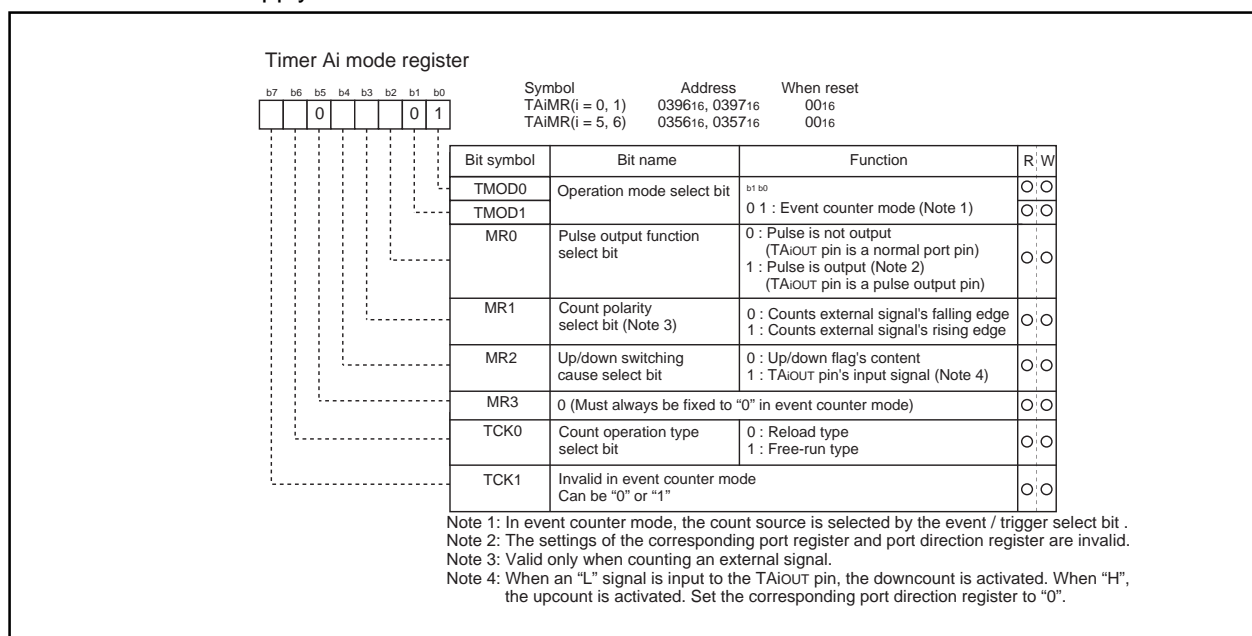 Timer Ai mode register
b7 b6 b5 b4 b3 b2 b1 b0
0 0 1
Symbol Address When reset
TAiMR(i = 0, 1) 039616, 039716 0016
TAiMR(i = 5, 6) 035616, 035716 0016
Bit symbol Bit name Function R W
TMOD0 Operation mode select bit b1 b0
TMOD1 0 1 : Event counter mode (Note 1)
MR0 Pulse output function 0 : Pulse is not output
select bit (TAiOUT pin is a normal port pin)
1 : Pulse is output (Note 2)
(TAiOUT pin is a pulse output pin)
MR1 Count polarity 0 : Counts external signal's falling edge
select bit (Note 3) 1 : Counts external signal's rising edge
MR2 Up/down switching 0 : Up/down flag's content
cause select bit 1 : TAiOUT pin's input signal (Note 4)
MR3 0 (Must always be fixed to “0” in event counter mode)
TCK0 Count operation type 0 : Reload type
select bit 1 : Free-run type
TCK1 Invalid in event counter mode
Can be “0” or “1”
Note 1: In event counter mode, the count source is selected by the event / trigger select bit .
Note 2: The settings of the corresponding port register and port direction register are invalid.
Note 3: Valid only when counting an external signal.
Note 4: When an “L” signal is input to the TAiOUT pin, the downcount is activated. When “H”,
the upcount is activated. Set the corresponding port direction register to “0”.